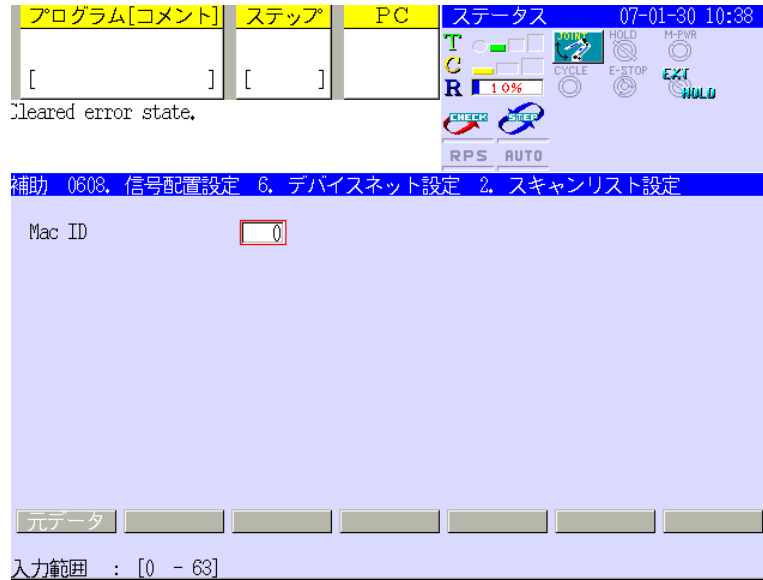 プログラム[コメント] ステップ PC ステータス 07-01-30 10:38
[ ] [ ]
T JOINT HOLD M-PWR
C CYCLE E-STOP EXT HOLD
R 10%
Cleared error state.
CHECK STEP
RPS AUTO
補助 0608. 信号配置設定 6. デバイスネット設定 2. スキャンリスト設定
Mac ID 0
元データ
入力範囲 : [0 - 63]